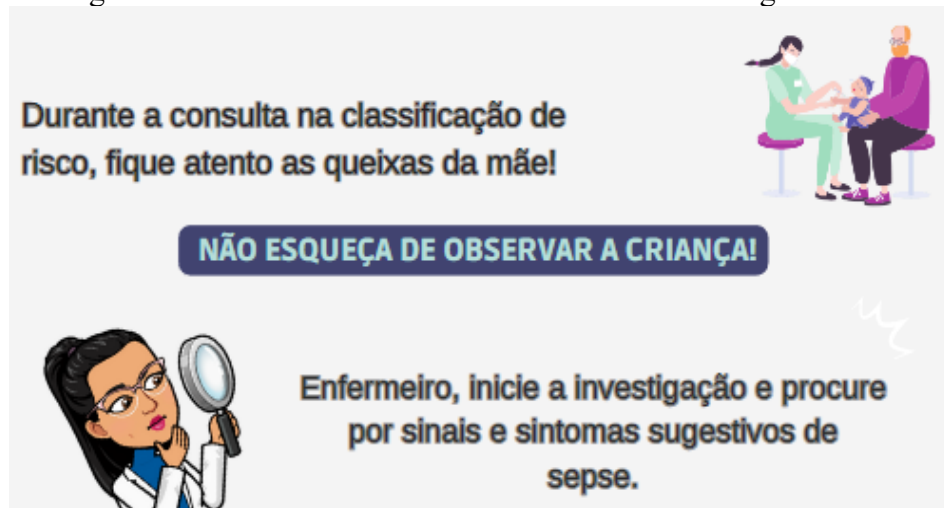 Durante a consulta na classificação de
risco, fique atento as queixas da mãe!
NÃO ESQUEÇA DE OBSERVAR A CRIANÇA!
Enfermeiro, inicie a investigação e procure
por sinais e sintomas sugestivos de
sepse.